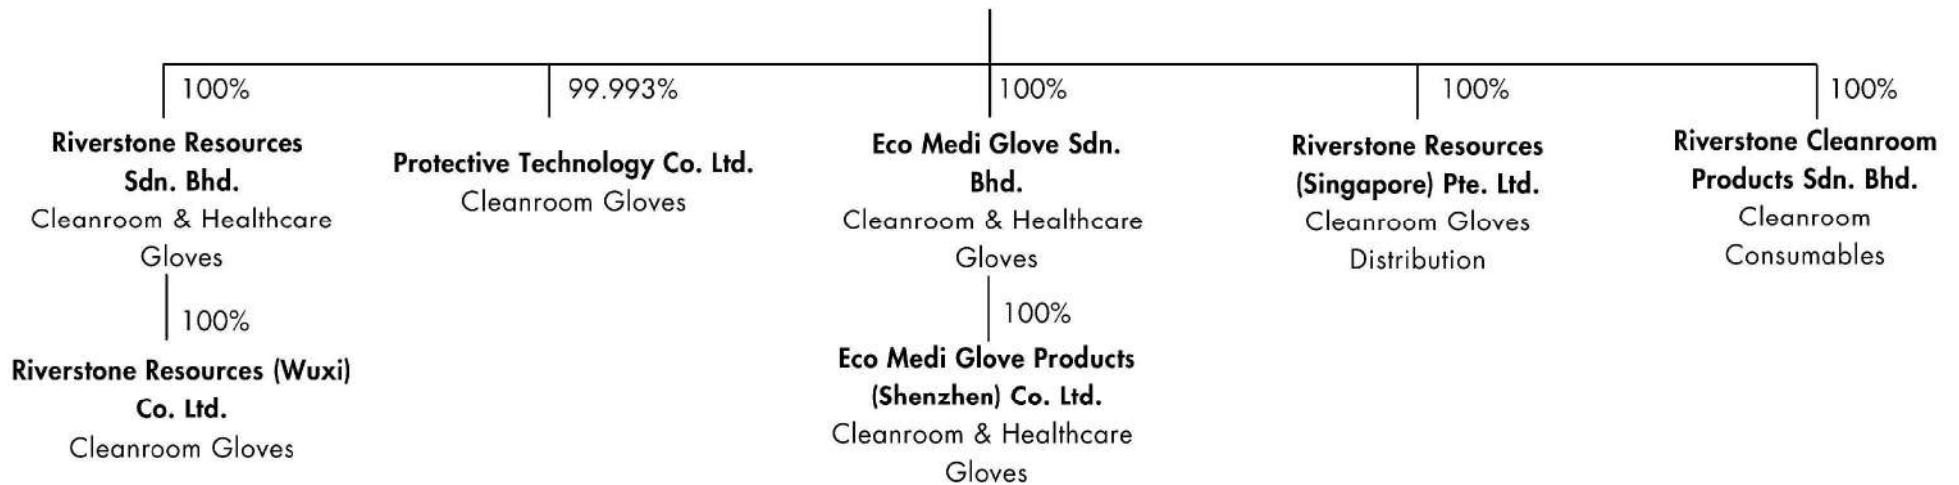 100%
Riverstone Resources
Sdn. Bhd.
Cleanroom & Healthcare
Gloves
100%
Riverstone Resources (Wuxi)
Co. Ltd.
Cleanroom Gloves
99.993%
Protective Technology Co. Ltd.
Cleanroom Gloves
100%
Eco Medi Glove Sdn.
Bhd.
Cleanroom & Healthcare
Gloves
100%
Eco Medi Glove Products
(Shenzhen) Co. Ltd.
Cleanroom & Healthcare
Gloves
100%
Riverstone Resources
(Singapore) Pte. Ltd.
Cleanroom Gloves
Distribution
100%
Riverstone Cleanroom
Products Sdn. Bhd.
Cleanroom
Consumables